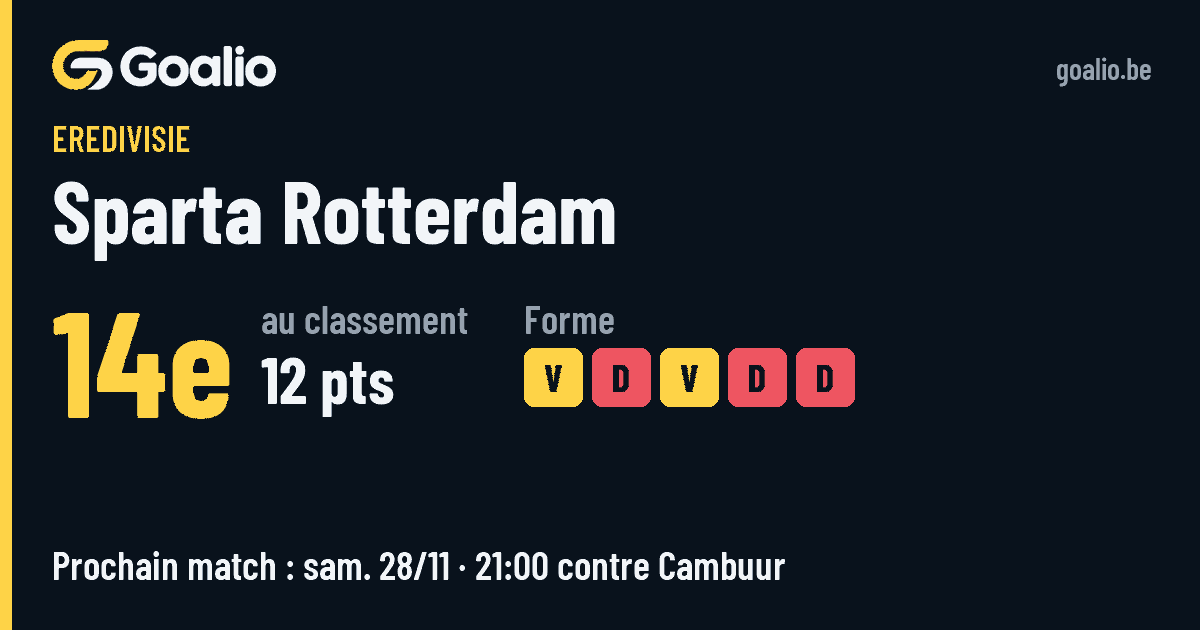 Goalio
goalio.be
EREDIVISIE
Sparta Rotterdam
14e
au classement
12 pts
Forme
V D V D D
Prochain match : sam. 28/11 · 21:00 contre Cambuur